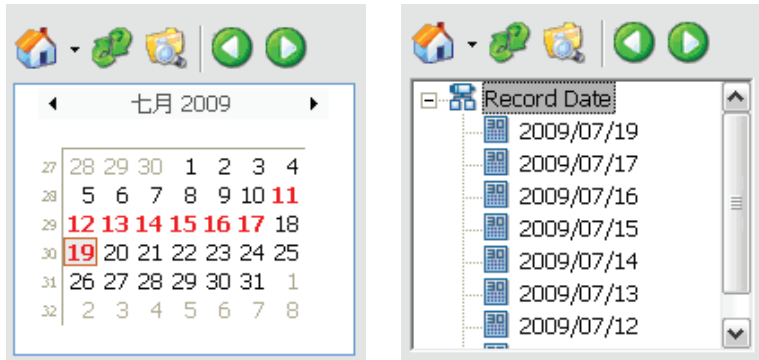 七月 2009
27 28 29 30 1 2 3 4
28 5 6 7 8 9 10 11
29 12 13 14 15 16 17 18
30 19 20 21 22 23 24 25
31 26 27 28 29 30 31 1
32 2 3 4 5 6 7 8
Record Date
2009/07/19
2009/07/17
2009/07/16
2009/07/15
2009/07/14
2009/07/13
2009/07/12